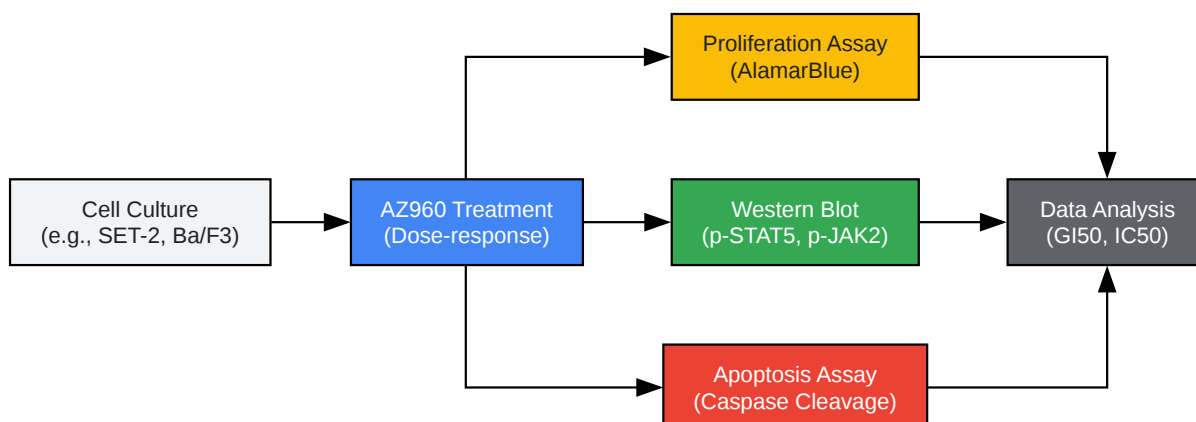 Proliferation Assay
(AlamarBlue)
Cell Culture
(e.g., SET-2, Ba/F3)
AZ960 Treatment
(Dose-response)
Western Blot
(p-STAT5, p-JAK2)
Data Analysis
(GI50, IC50)
Apoptosis Assay
(Caspase Cleavage)